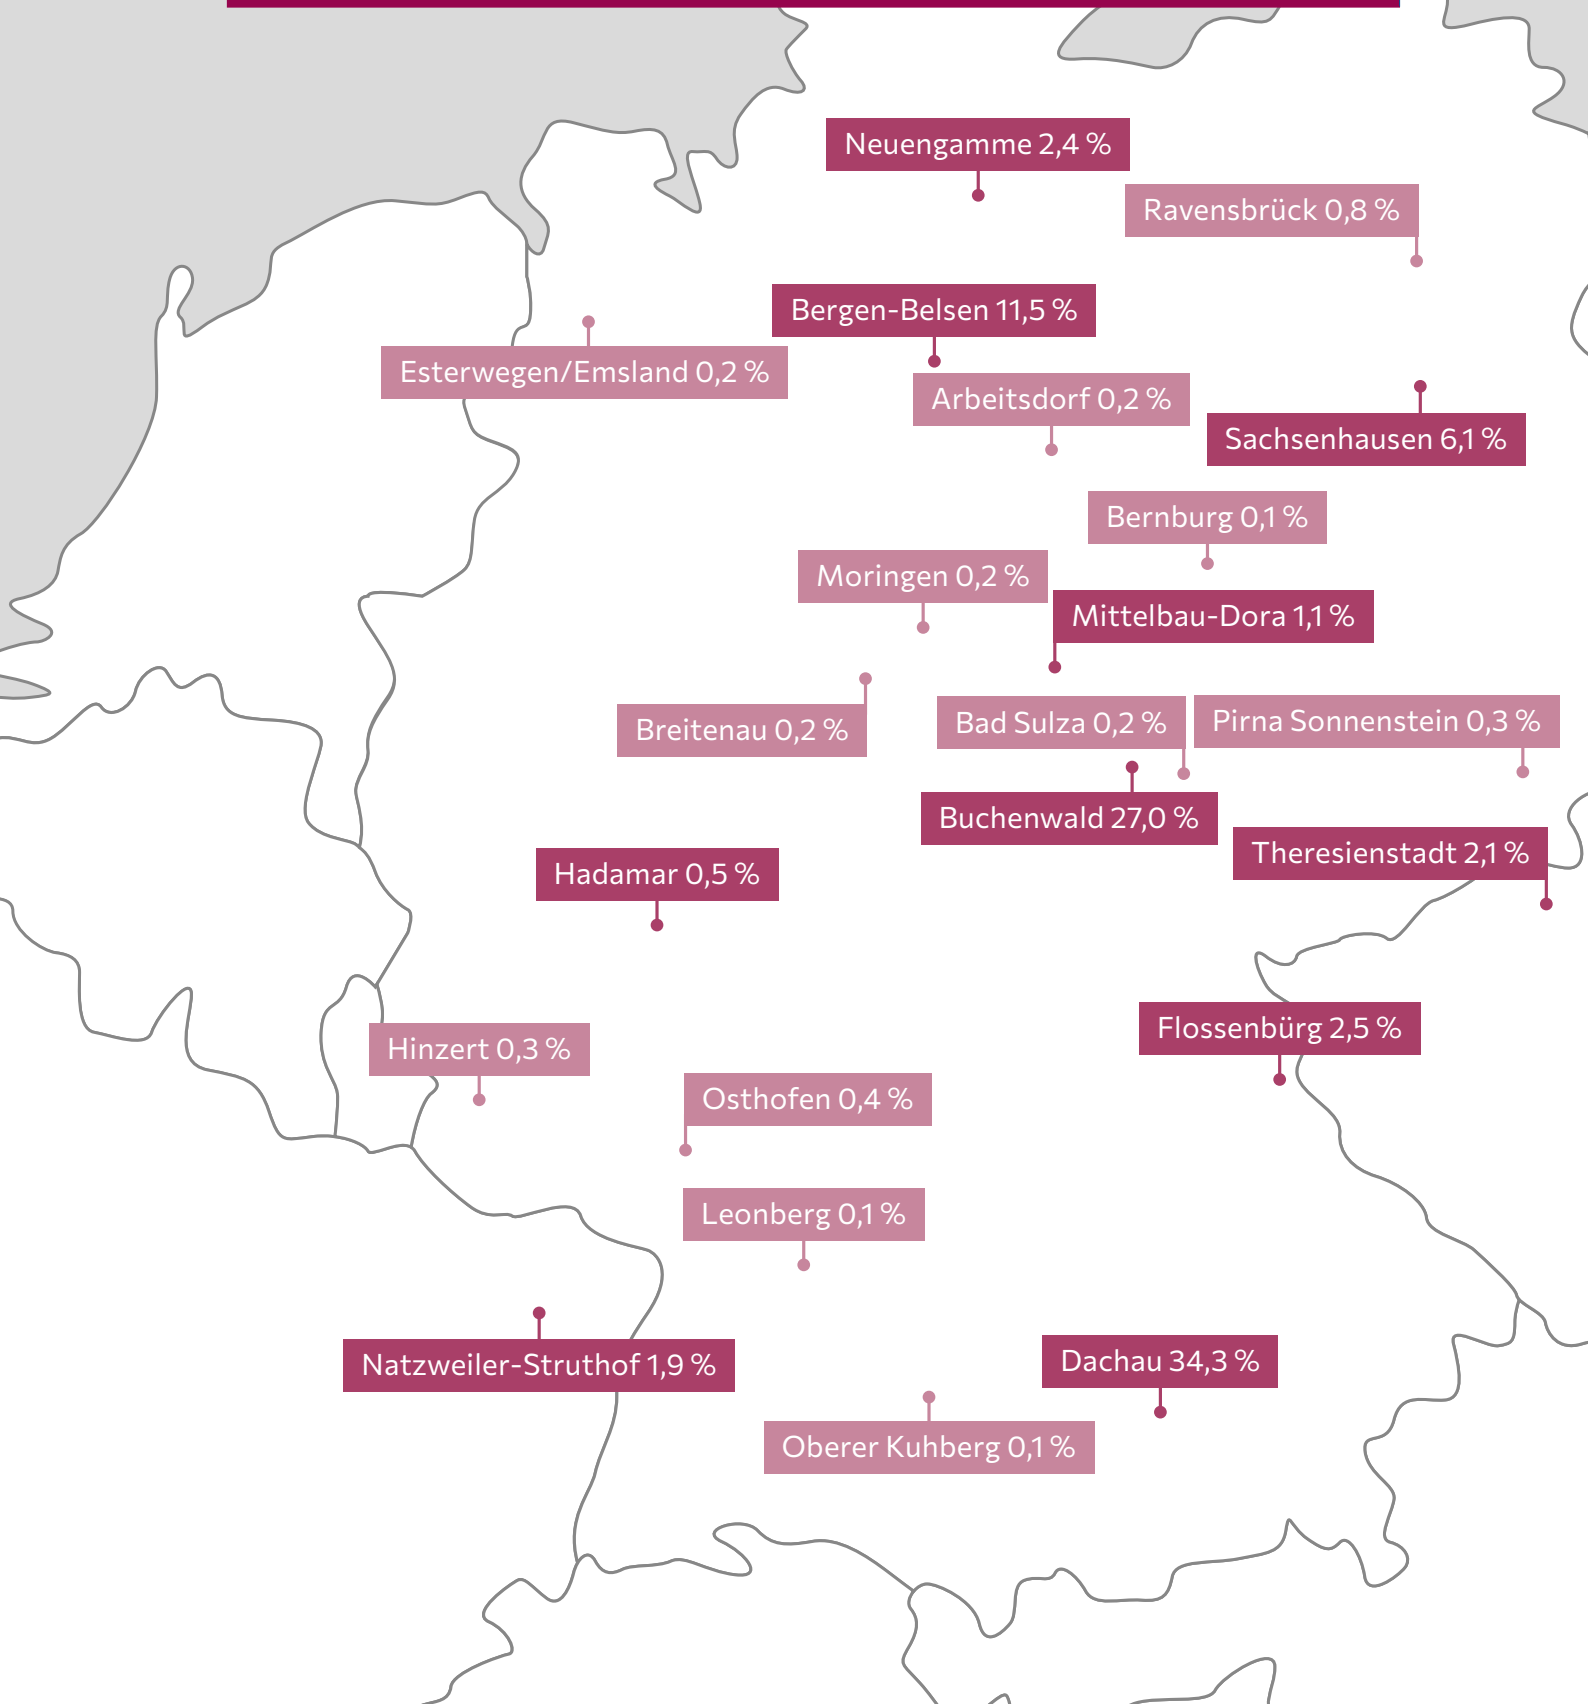 Neuengamme 2,4 %
Ravensbrück 0,8 %
Bergen-Belsen 11,5 %
Esterwegen/Emsland 0,2 %
Arbeitsdorf 0,2 %
Sachsenhausen 6,1 %
Bernburg 0,1 %
Moringen 0,2 %
Mittelbau-Dora 1,1 %
Breitenau 0,2 %
Bad Sulza 0,2 %
Pirna Sonnenstein 0,3 %
Buchenwald 27,0 %
Theresienstadt 2,1 %
Hadamar 0,5 %
Flossenbürg 2,5 %
Hinzert 0,3 %
Osthofen 0,4 %
Leonberg 0,1 %
Natzweiler-Struthof 1,9 %
Dachau 34,3 %
Oberer Kuhberg 0,1 %